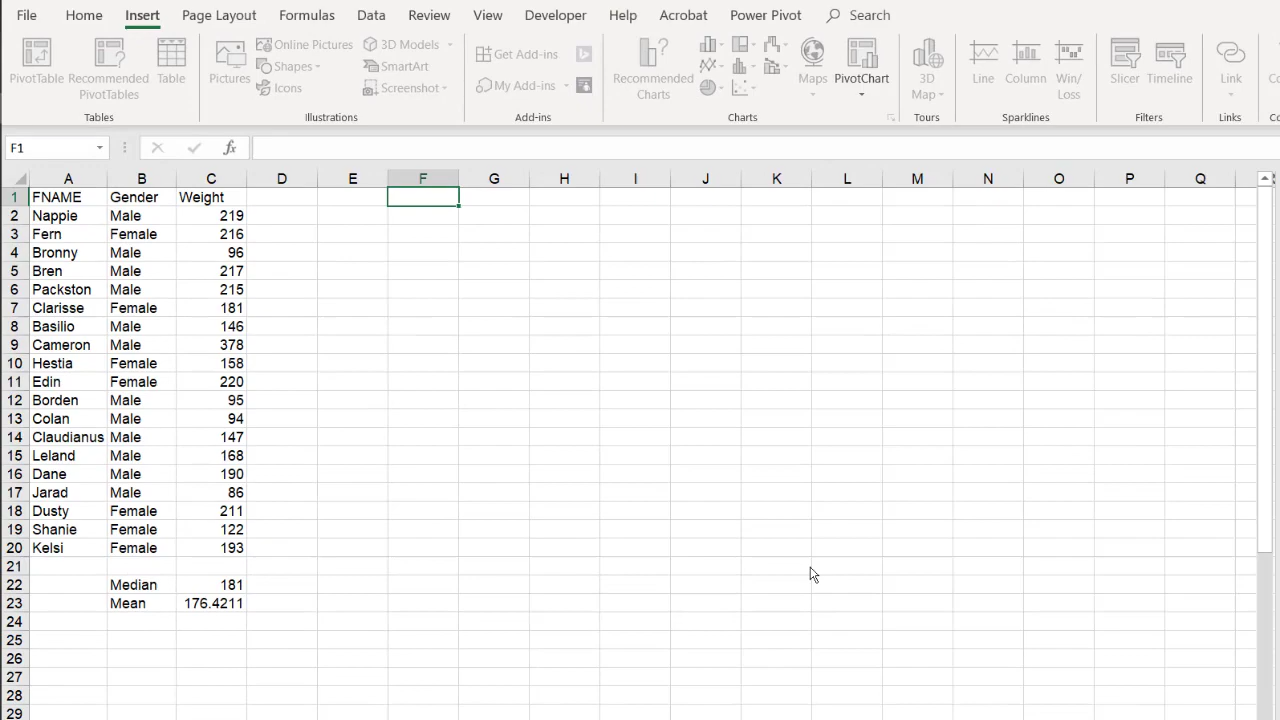 File Home Insert Page Layout Formulas Data Review View Developer Help Acrobat Power Pivot Search
PivotTable
Recommended
PivotTables
Table
Tables
Pictures
Online Pictures
Shapes
Icons
3D Models
SmartArt
Screenshot
Illustrations
Get Add-ins
My Add-ins
Add-ins
Recommended
Charts
Maps
PivotChart
Charts
3D
Map
Tours
Line
Column
Win/
Loss
Sparklines
Slicer
Timeline
Filters
Link
Links
F1
fx
A B C D E F G H I J K L M N O P Q
1 FNAME Gender Weight
2 Nappie Male 219
3 Fern Female 216
4 Bronny Male 96
5 Bren Male 217
6 Packston Male 215
7 Clarisse Female 181
8 Basilio Male 146
9 Cameron Male 378
10 Hestia Female 158
11 Edin Female 220
12 Borden Male 95
13 Colan Male 94
14 Claudianus Male 147
15 Leland Male 168
16 Dane Male 190
17 Jarad Male 86
18 Dusty Female 211
19 Shanie Female 122
20 Kelsi Female 193
21
22 Median 181
23 Mean 176.4211
24
25
26
27
28
29